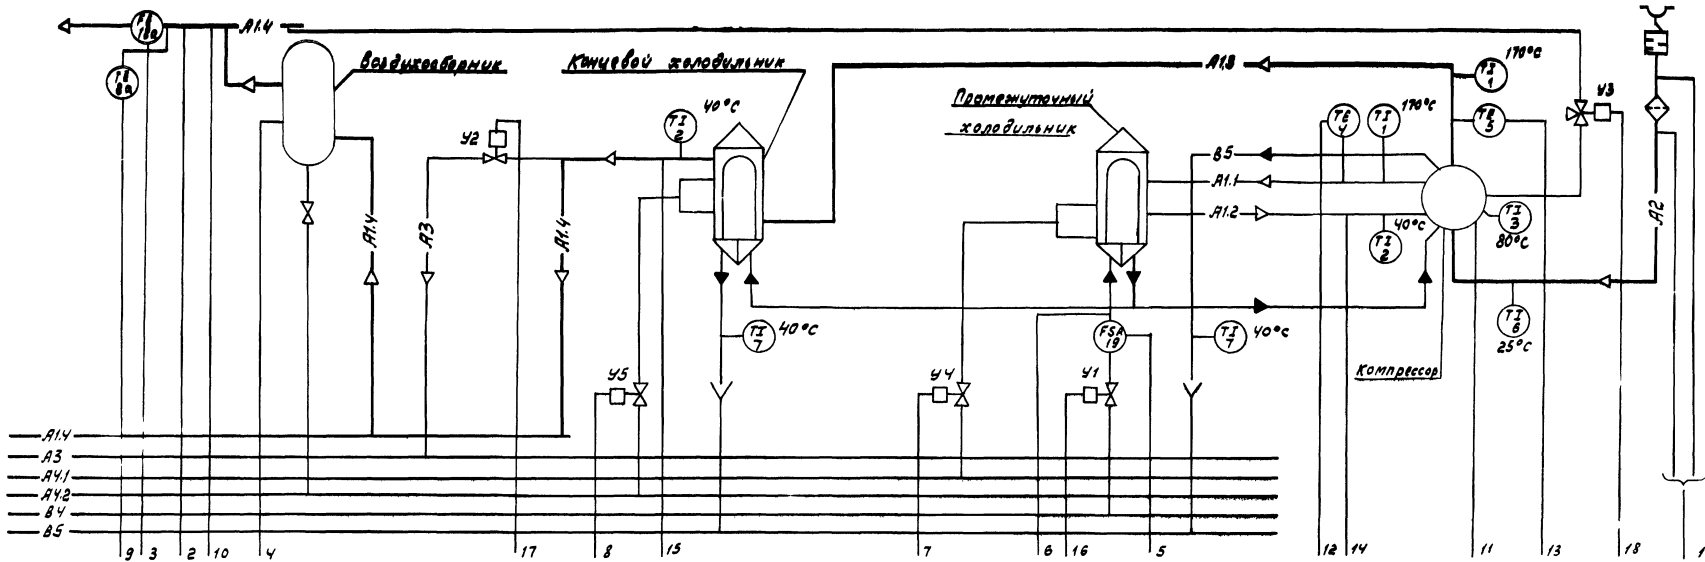 FE
18а
А1.4
TE
8а
Воздухосборник
Концевой холодильник
А1.3
TI
1
170°С
Промежуточный
холодильник
У2
TI
2
40°С
TE
4
TI
1
170°С
TE
5
У3
В5
А1.1
А1.2
40°С
TI
2
TI
3
80°С
А2
А1.4
А3
А1.4
TI
7
40°С
FSA
19
TI
7
40°С
TI
6
25°С
Компрессор
У5
У4
У1
А1.4
А3
А4.1
А4.2
В4
В5
9 3 2 10 4 17 8 15 7 6 16 5 12 14 11 13 18 1